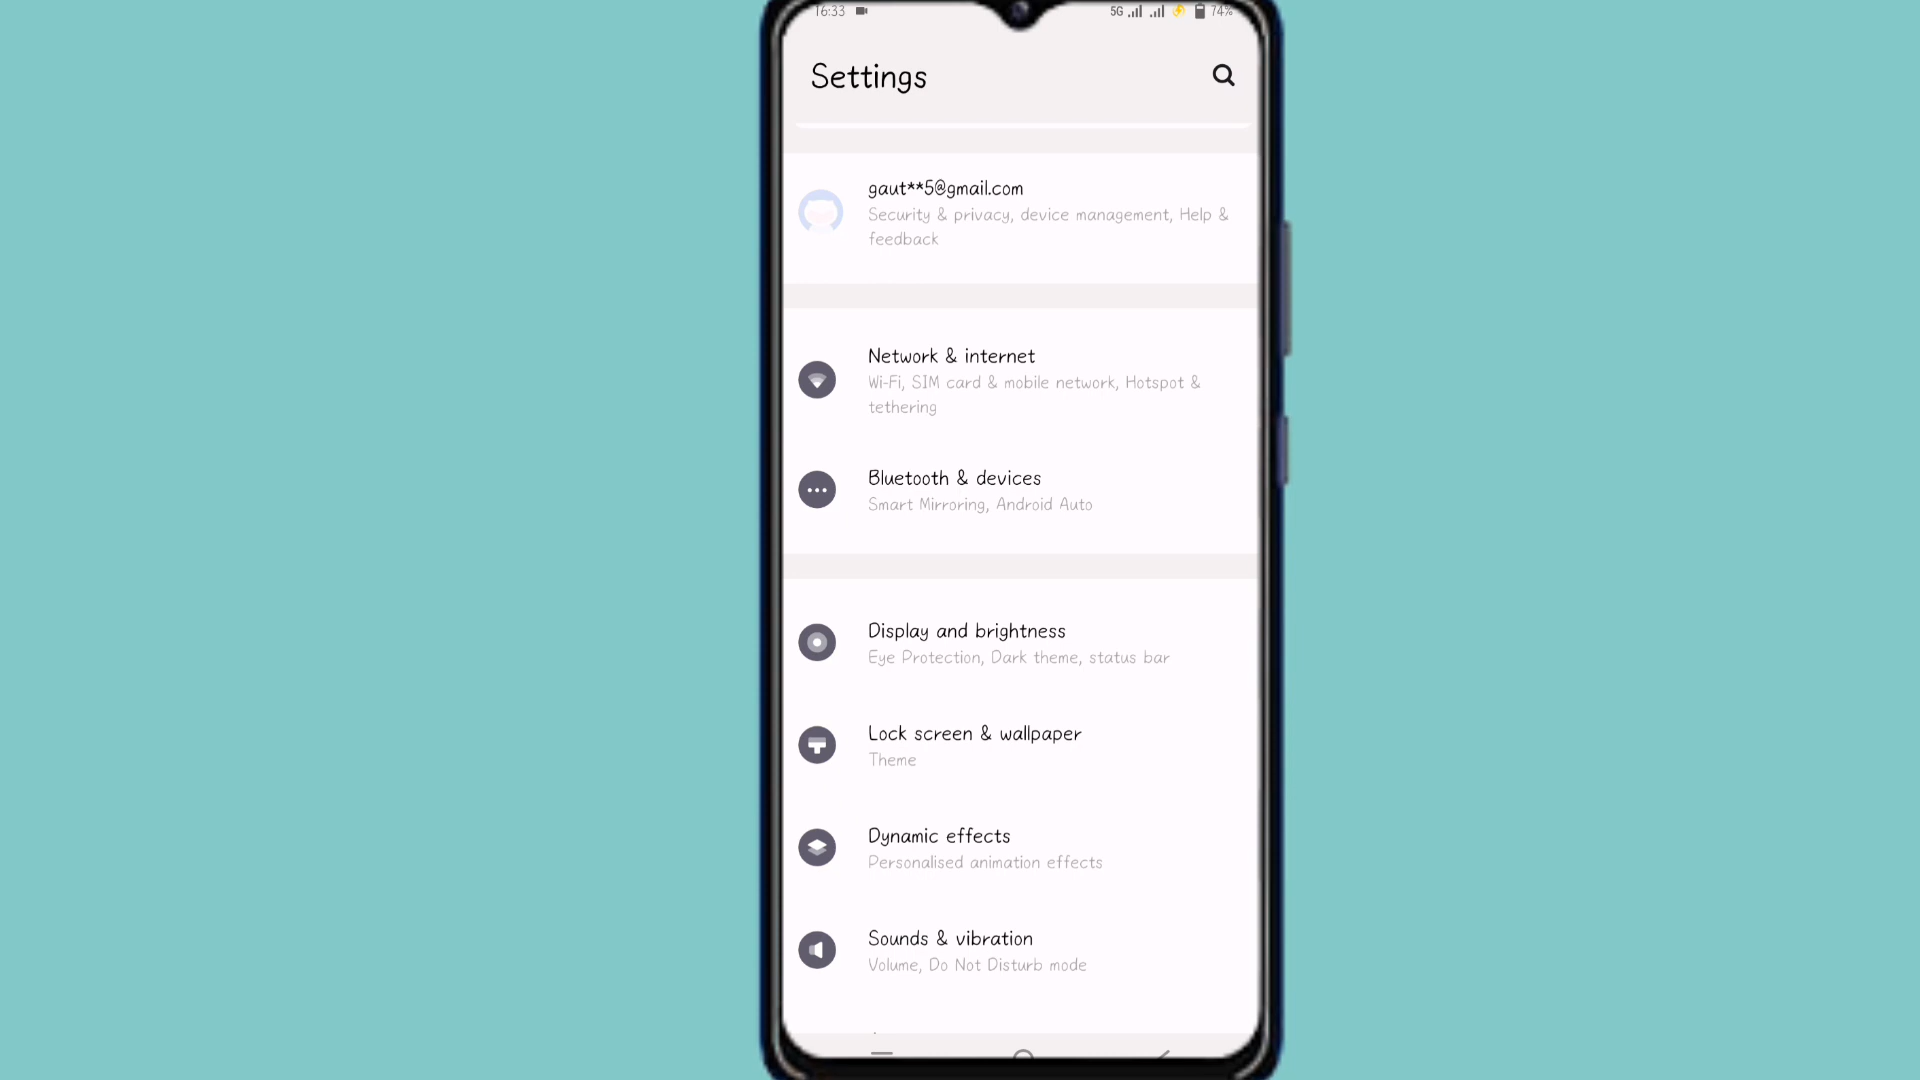 16:33 5G 74%
Settings
gaut**5@gmail.com
Security & privacy, device management, Help &
feedback
Network & internet
Wi-Fi, SIM card & mobile network, Hotspot &
tethering
Bluetooth & devices
Smart Mirroring, Android Auto
Display and brightness
Eye Protection, Dark theme, status bar
Lock screen & wallpaper
Theme
Dynamic effects
Personalised animation effects
Sounds & vibration
Volume, Do Not Disturb mode